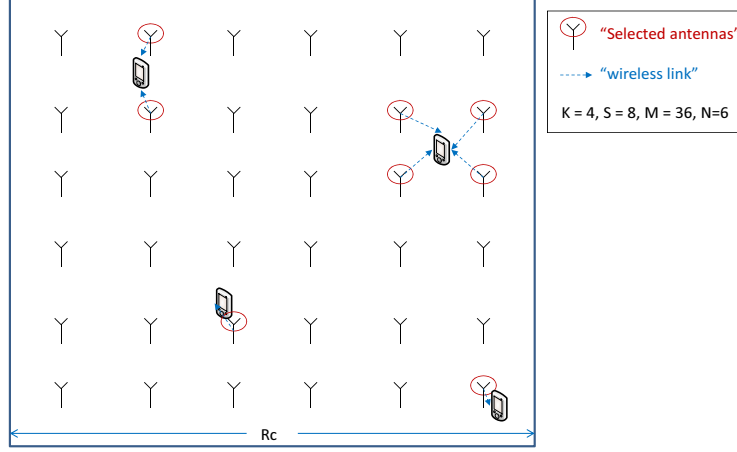 “Selected antennas”
“wireless link”
K = 4, S = 8, M = 36, N=6
Rc